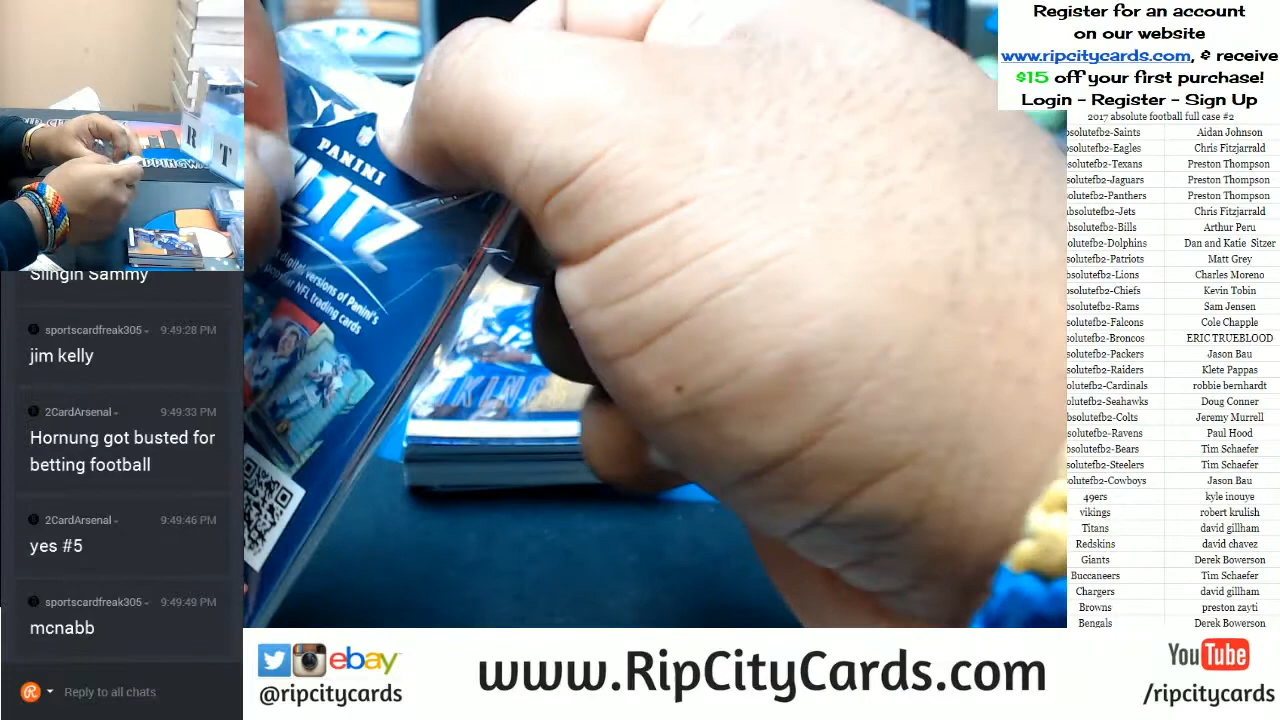 Register for an account
on our website
www.ripcitycards.com, & receive
$15 off your first purchase!
Login - Register - Sign Up
2017 absolute football full case #2
bsolutefb2-Saints Aidan Johnson
bsolutefb2-Eagles Chris Fitzjarrald
bsolutefb2-Texans Preston Thompson
bsolutefb2-Jaguars Preston Thompson
bsolutefb2-Panthers Preston Thompson
bsolutefb2-Jets Chris Fitzjarrald
bsolutefb2-Bills Arthur Peru
olutefb2-Dolphins Dan and Katie Sitzer
bsolutefb2-Patriots Matt Grey
bsolutefb2-Lions Charles Moreno
bsolutefb2-Chiefs Kevin Tobin
bsolutefb2-Rams Sam Jensen
bsolutefb2-Falcons Cole Chapple
bsolutefb2-Broncos ERIC TRUEBLOOD
bsolutefb2-Packers Jason Bau
bsolutefb2-Raiders Klete Pappas
olutefb2-Cardinals robbie bernhardt
olutefb2-Seahawks Doug Conner
bsolutefb2-Colts Jeremy Murrell
bsolutefb2-Ravens Paul Hood
bsolutefb2-Bears Tim Schaefer
bsolutefb2-Steelers Tim Schaefer
bsolutefb2-Cowboys Jason Bau
49ers kyle inouye
vikings robert krulish
Titans david gillham
Redskins david chavez
Giants Derek Bowerson
Buccaneers Tim Schaefer
Chargers david gillham
Browns preston zayti
Bengals Derek Bowerson
PANINI
digital versions of Panini's
popular NFL trading cards
R
T
Slingin Sammy
sportscardfreak305 9:49:28 PM
jim kelly
2CardArsenal 9:49:33 PM
Hornung got busted for
betting football
2CardArsenal 9:49:46 PM
yes #5
sportscardfreak305 9:49:49 PM
mcnabb
Reply to all chats
ebay
@ripcitycards
www.RipCityCards.com
YouTube
/ripcitycards